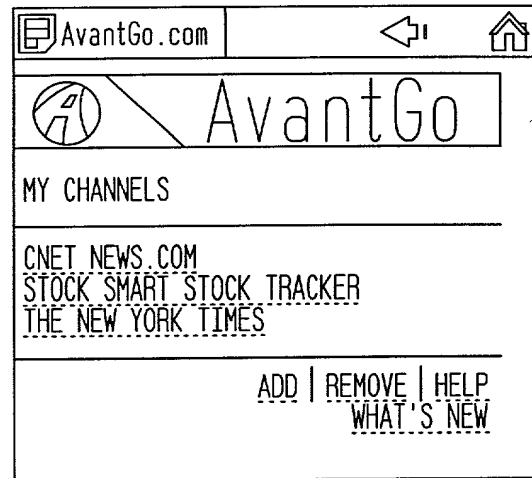 AvantGo.com
AvantGo
MY CHANNELS
CNET NEWS.COM
STOCK SMART STOCK TRACKER
THE NEW YORK TIMES
ADD | REMOVE | HELP
WHAT'S NEW